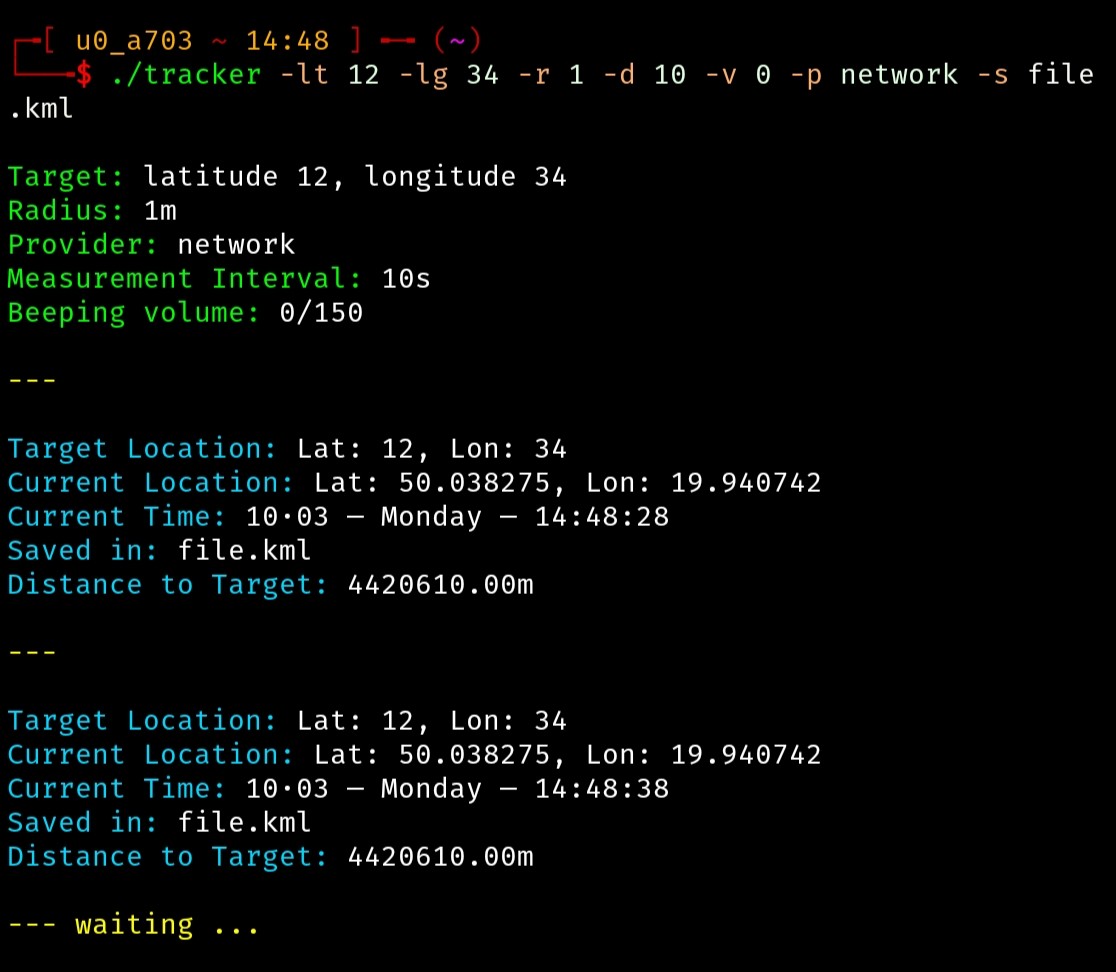 ┌─[ u0_a703 ~ 14:48 ] ── (~)
└───$ ./tracker -lt 12 -lg 34 -r 1 -d 10 -v 0 -p network -s file
.kml
Target: latitude 12, longitude 34
Radius: 1m
Provider: network
Measurement Interval: 10s
Beeping volume: 0/150
---
Target Location: Lat: 12, Lon: 34
Current Location: Lat: 50.038275, Lon: 19.940742
Current Time: 10·03 — Monday — 14:48:28
Saved in: file.kml
Distance to Target: 4420610.00m
---
Target Location: Lat: 12, Lon: 34
Current Location: Lat: 50.038275, Lon: 19.940742
Current Time: 10·03 — Monday — 14:48:38
Saved in: file.kml
Distance to Target: 4420610.00m
--- waiting ...